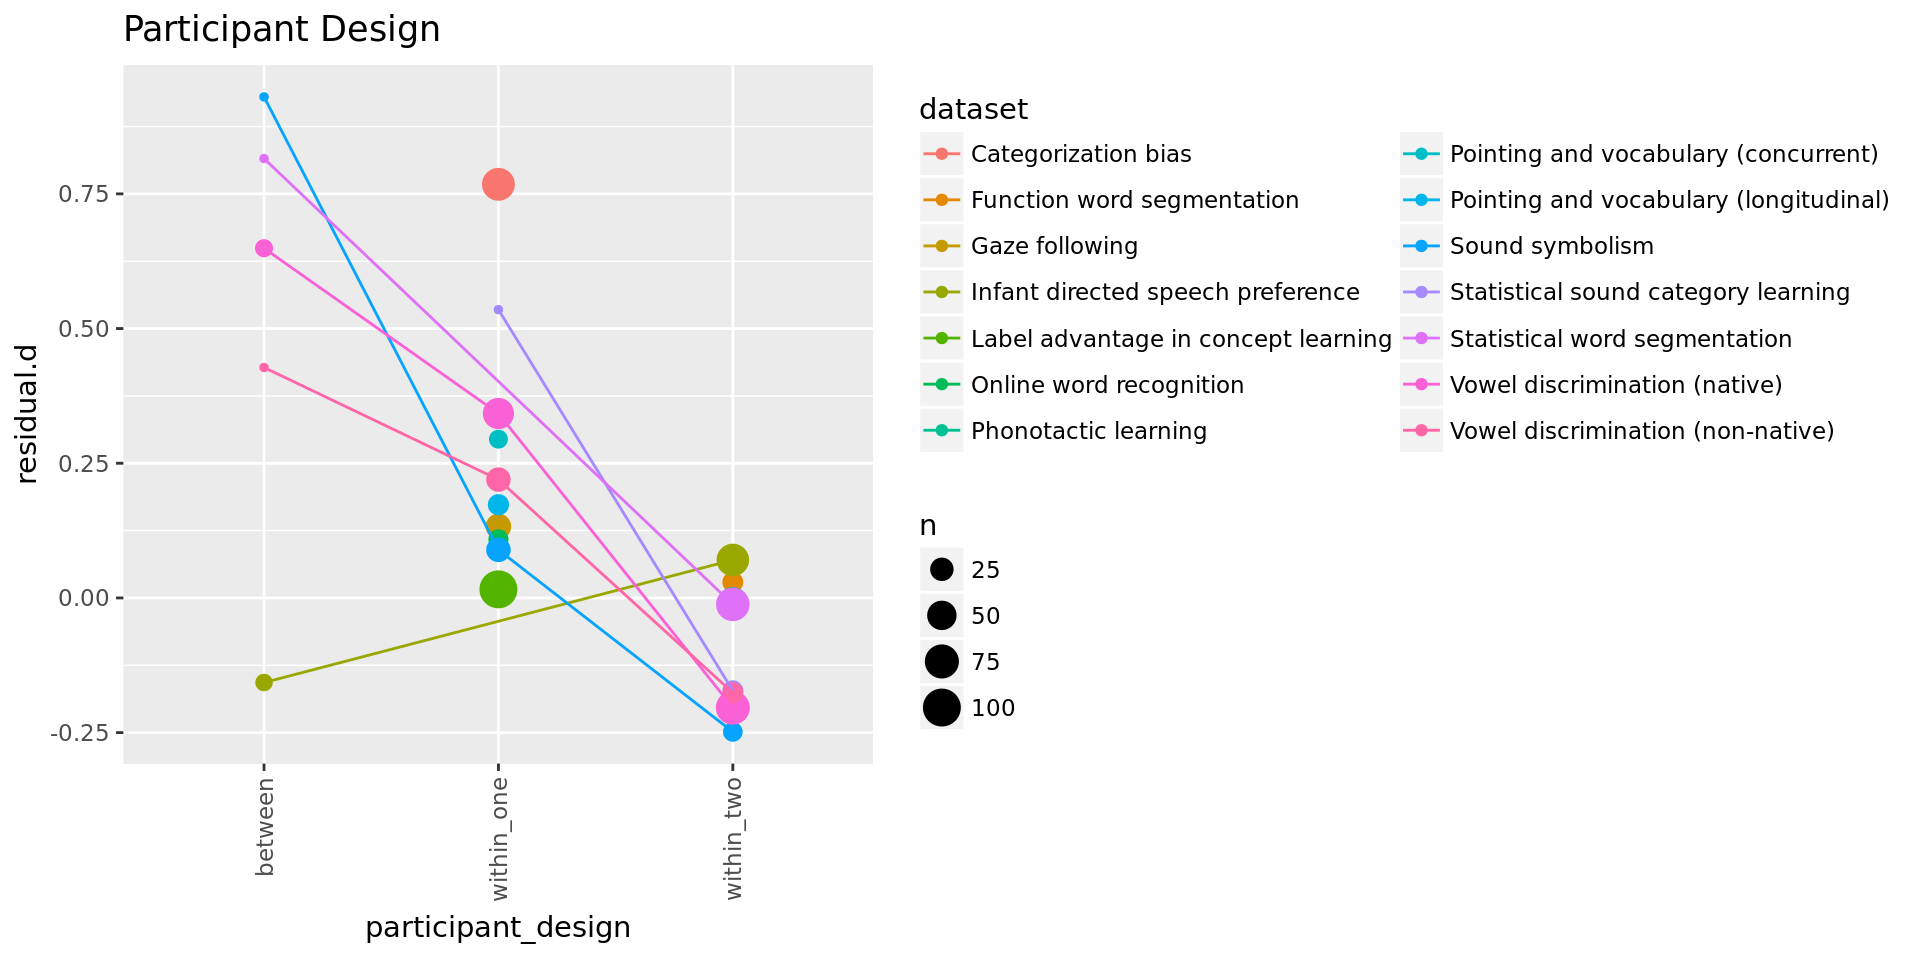 Participant Design
residual.d
0.75
0.50
0.25
0.00
-0.25
between
within_one
within_two
participant_design
dataset
Categorization bias
Function word segmentation
Gaze following
Infant directed speech preference
Label advantage in concept learning
Online word recognition
Phonotactic learning
Pointing and vocabulary (concurrent)
Pointing and vocabulary (longitudinal)
Sound symbolism
Statistical sound category learning
Statistical word segmentation
Vowel discrimination (native)
Vowel discrimination (non-native)
n
25
50
75
100